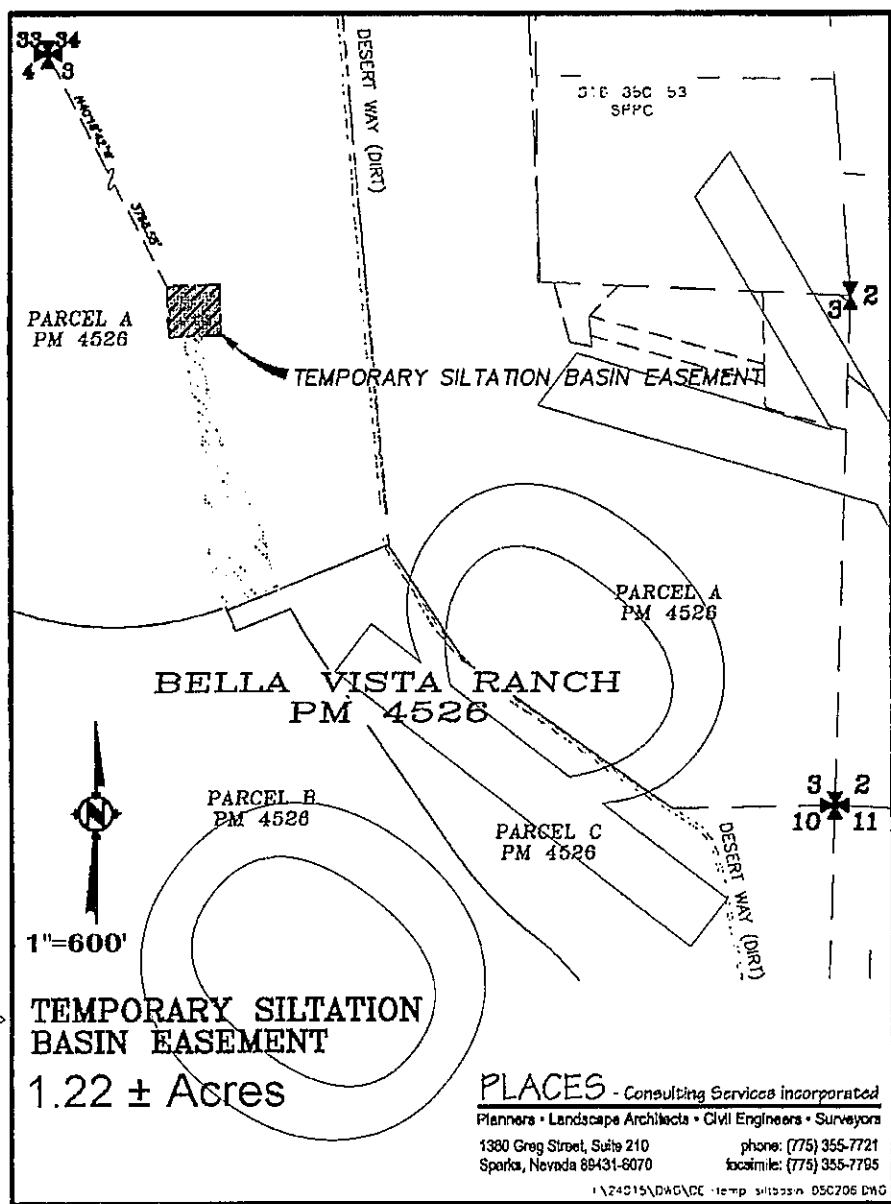 33 34
4 3
DESERT WAY (DIRT)
SPPC
3 2
PARCEL A
PM 4526
TEMPORARY SILTATION BASIN EASEMENT
PARCEL A
PM 4526
BELLA VISTA RANCH
PM 4526
PARCEL B
PM 4526
3 2
10 11
PARCEL C
PM 4526
DESERT WAY (DIRT)
N
1"=600'
TEMPORARY SILTATION
BASIN EASEMENT
1.22 ± Acres
PLACES - Consulting Services Incorporated
Planners • Landscape Architects • Civil Engineers • Surveyors
1380 Greg Street, Suite 210
Sparks, Nevada 89431-6070
phone: (775) 355-7721
facsimile: (775) 355-7795